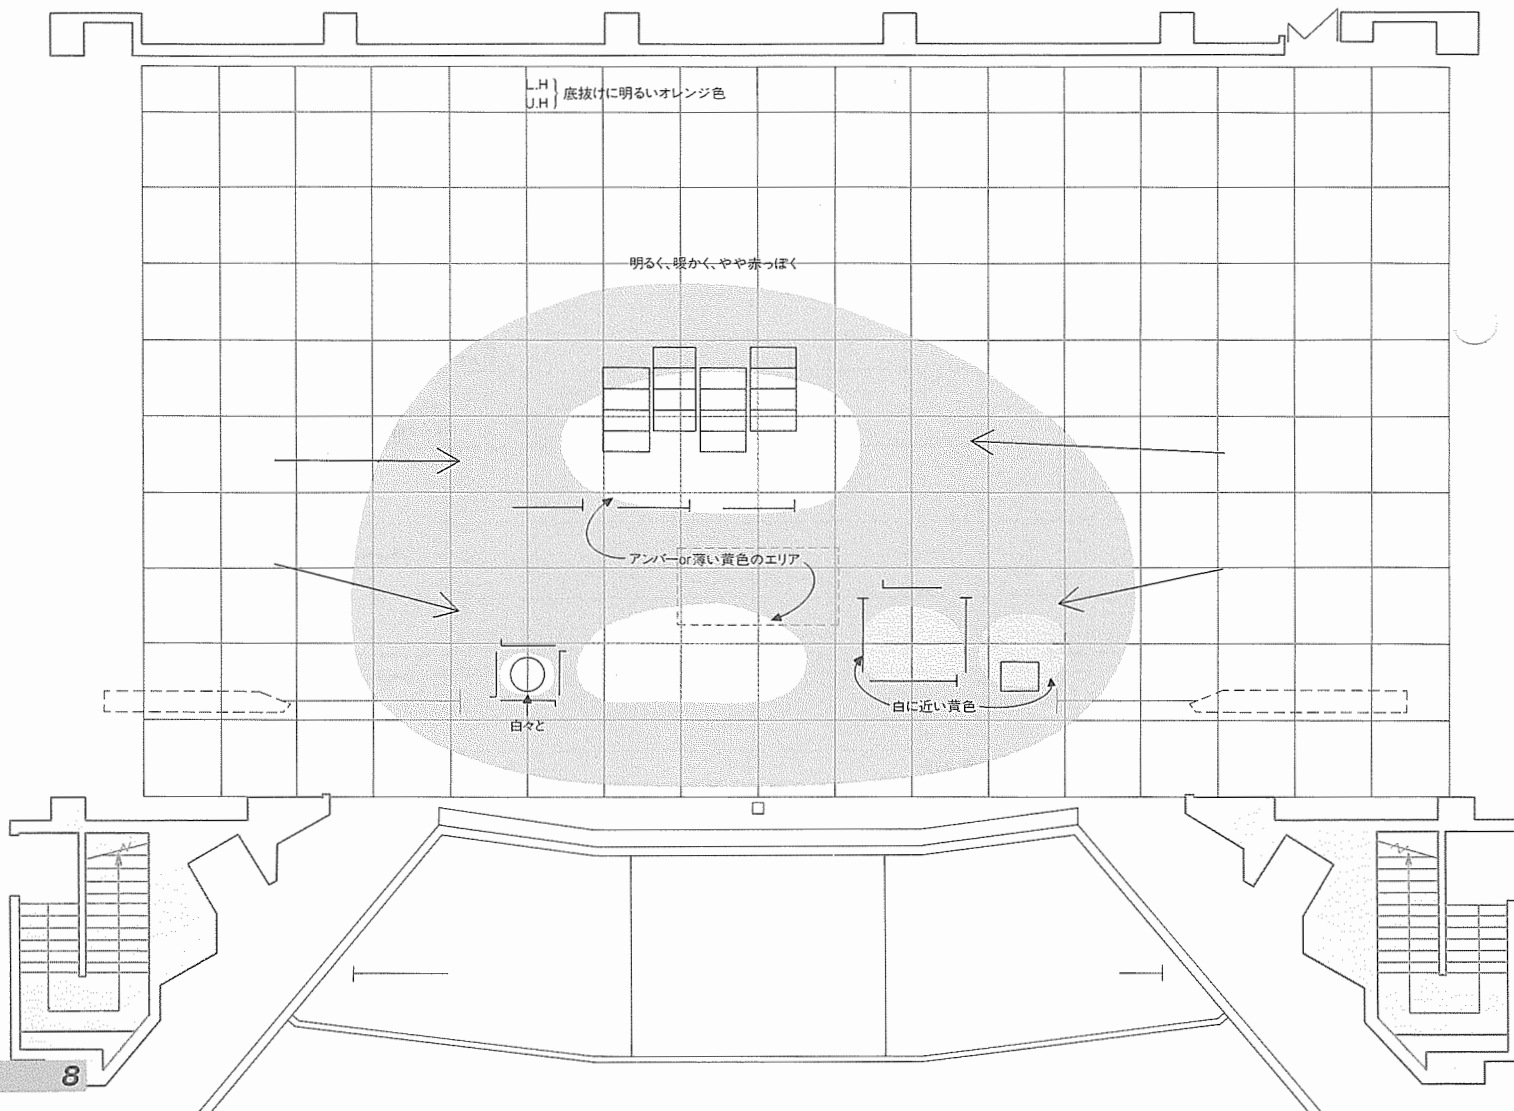 L.H
U.H
底抜けに明るいオレンジ色
明るく、暖かく、やや赤っぽく
アンバーor薄い黄色のエリア
白に近い黄色
白々と
8